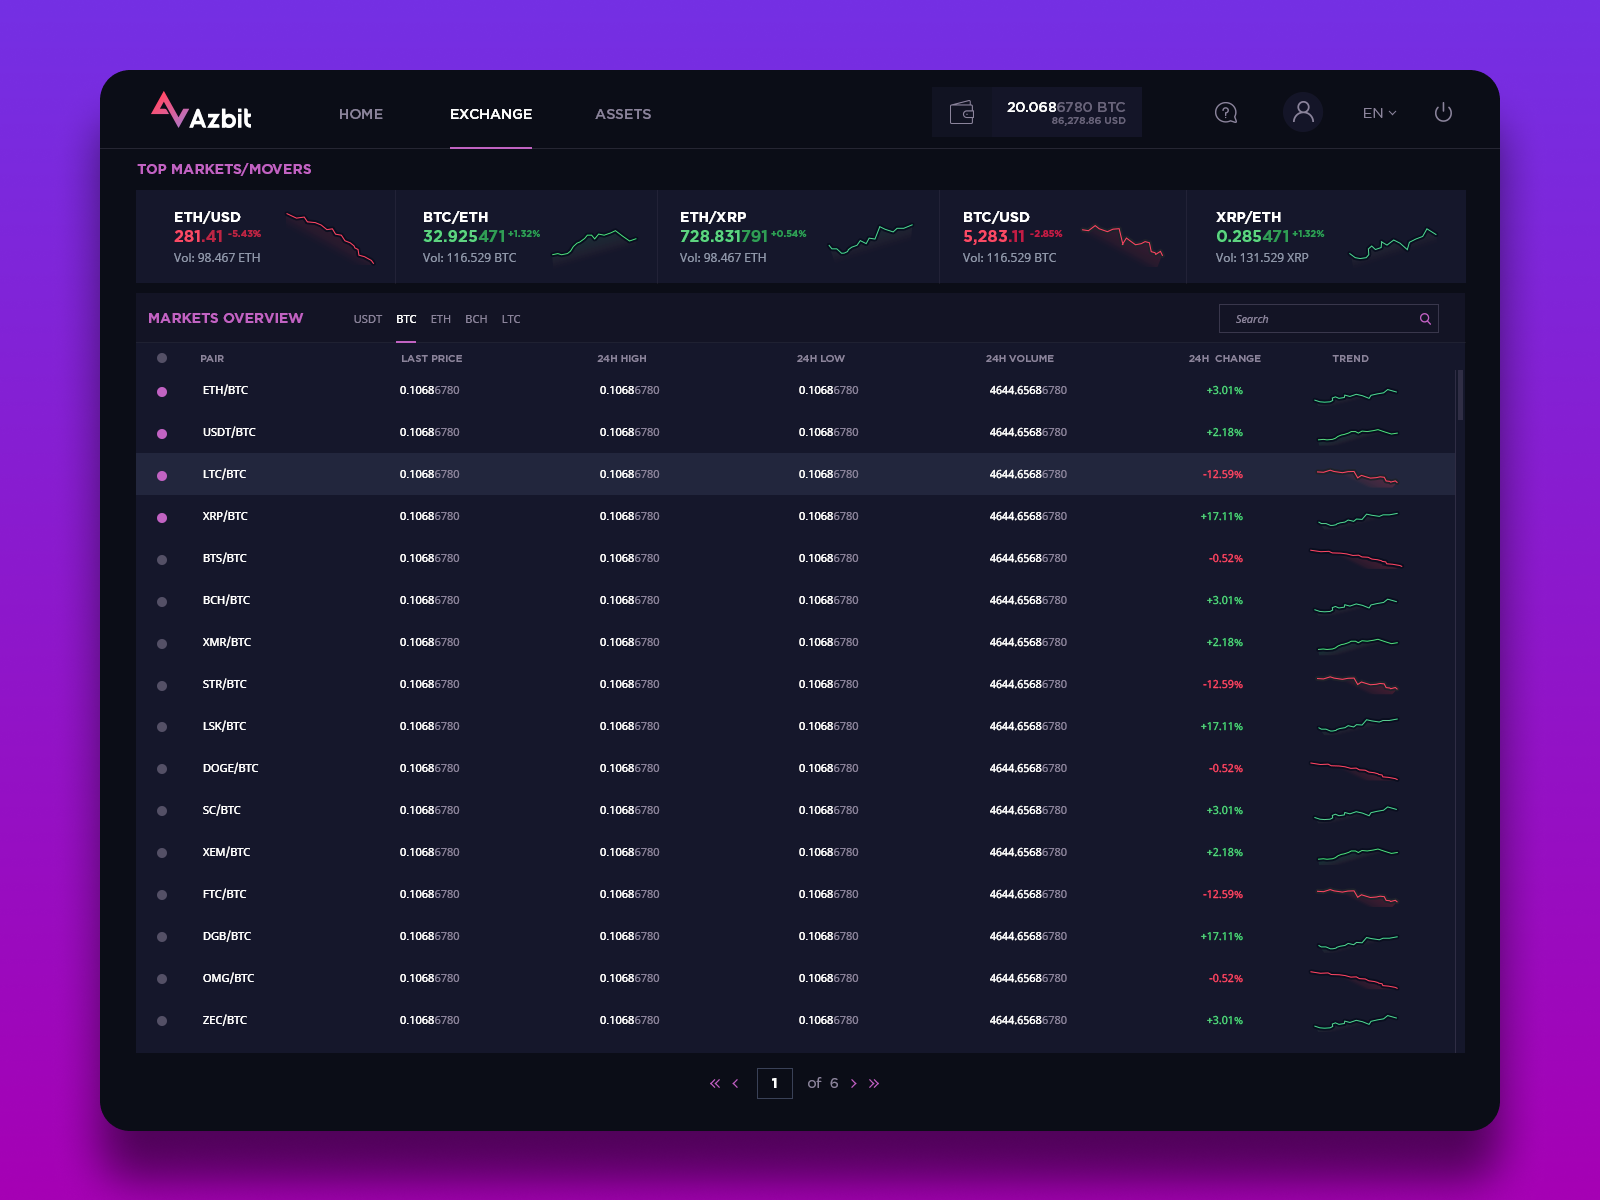 Azbit HOME EXCHANGE ASSETS 20.0686780 BTC EN
86,278.86 USD
TOP MARKETS/MOVERS
ETH/USD
281.41 -5.43%
Vol: 98.467 ETH
BTC/ETH
32.925471 +1.32%
Vol: 116.529 BTC
ETH/XRP
728.831791 +0.54%
Vol: 98.467 ETH
BTC/USD
5,283.11 -2.85%
Vol: 116.529 BTC
XRP/ETH
0.285471 +1.32%
Vol: 131.529 XRP
MARKETS OVERVIEW USDT BTC ETH BCH LTC Search
PAIR LAST PRICE 24H HIGH 24H LOW 24H VOLUME 24H CHANGE TREND
ETH/BTC 0.10686780 0.10686780 0.10686780 4644.65686780 +3.01%
USDT/BTC 0.10686780 0.10686780 0.10686780 4644.65686780 +2.18%
LTC/BTC 0.10686780 0.10686780 0.10686780 4644.65686780 -12.59%
XRP/BTC 0.10686780 0.10686780 0.10686780 4644.65686780 +17.11%
BTS/BTC 0.10686780 0.10686780 0.10686780 4644.65686780 -0.52%
BCH/BTC 0.10686780 0.10686780 0.10686780 4644.65686780 +3.01%
XMR/BTC 0.10686780 0.10686780 0.10686780 4644.65686780 +2.18%
STR/BTC 0.10686780 0.10686780 0.10686780 4644.65686780 -12.59%
LSK/BTC 0.10686780 0.10686780 0.10686780 4644.65686780 +17.11%
DOGE/BTC 0.10686780 0.10686780 0.10686780 4644.65686780 -0.52%
SC/BTC 0.10686780 0.10686780 0.10686780 4644.65686780 +3.01%
XEM/BTC 0.10686780 0.10686780 0.10686780 4644.65686780 +2.18%
FTC/BTC 0.10686780 0.10686780 0.10686780 4644.65686780 -12.59%
DGB/BTC 0.10686780 0.10686780 0.10686780 4644.65686780 +17.11%
OMG/BTC 0.10686780 0.10686780 0.10686780 4644.65686780 -0.52%
ZEC/BTC 0.10686780 0.10686780 0.10686780 4644.65686780 +3.01%
« ‹ 1 of 6 › »